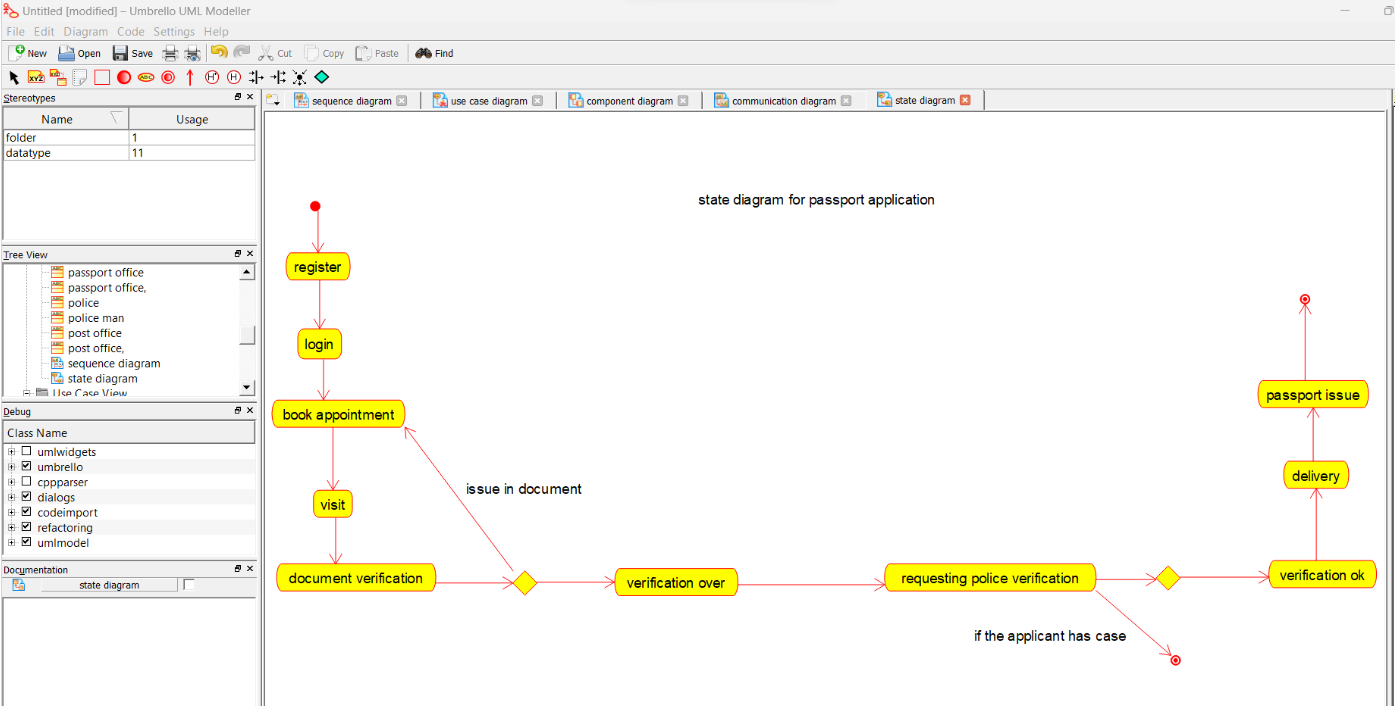 Untitled [modified] – Umbrello UML Modeller
File Edit Diagram Code Settings Help
New Open Save Cut Copy Paste Find
Stereotypes
Name Usage
folder 1
datatype 11
Tree View
passport office
passport office,
police
police man
post office
post office,
sequence diagram
state diagram
Use Case View
Debug
Class Name
umlwidgets
umbrello
cppparser
dialogs
codeimport
refactoring
umlmodel
Documentation
state diagram
sequence diagram use case diagram component diagram communication diagram state diagram
state diagram for passport application
register
login
book appointment
issue in document
visit
document verification
verification over
requesting police verification
if the applicant has case
verification ok
delivery
passport issue